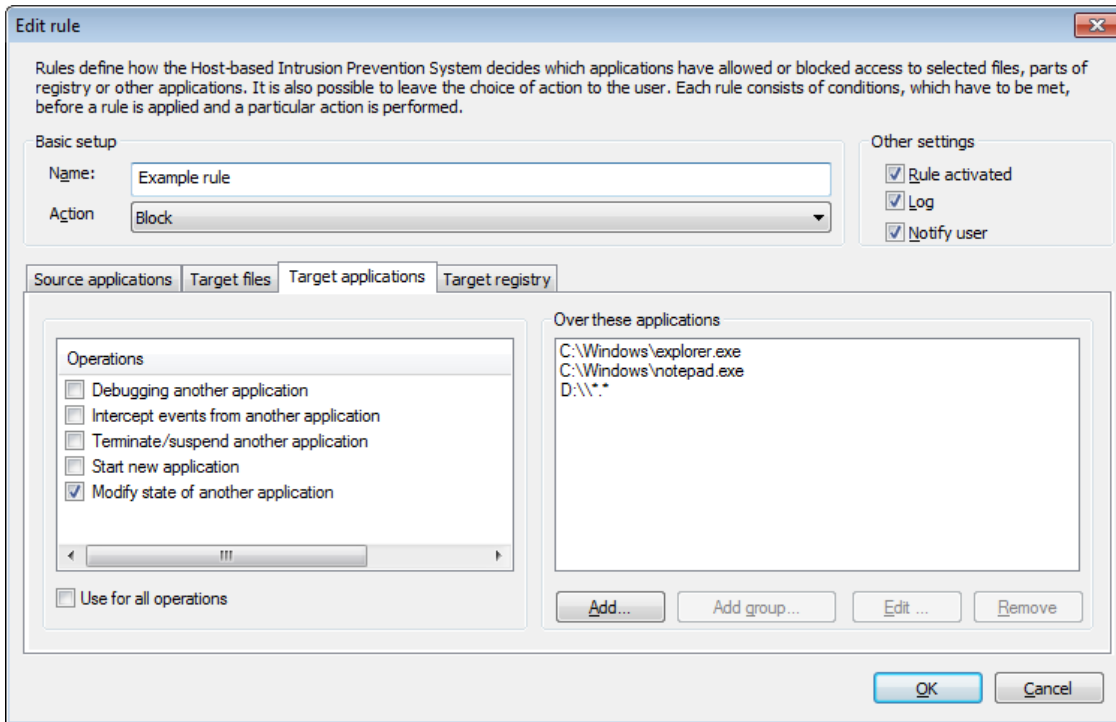 Edit rule
Rules define how the Host-based Intrusion Prevention System decides which applications have allowed or blocked access to selected files, parts of
registry or other applications. It is also possible to leave the choice of action to the user. Each rule consists of conditions, which have to be met,
before a rule is applied and a particular action is performed.
Basic setup
Name:
Example rule
Action
Block
Other settings
Rule activated
Log
Notify user
Source applications
Target files
Target applications
Target registry
Operations
Debugging another application
Intercept events from another application
Terminate/suspend another application
Start new application
Modify state of another application
Use for all operations
Over these applications
C:\Windows\explorer.exe
C:\Windows\notepad.exe
D:\\*.*
Add...
Add group...
Edit ...
Remove
OK
Cancel